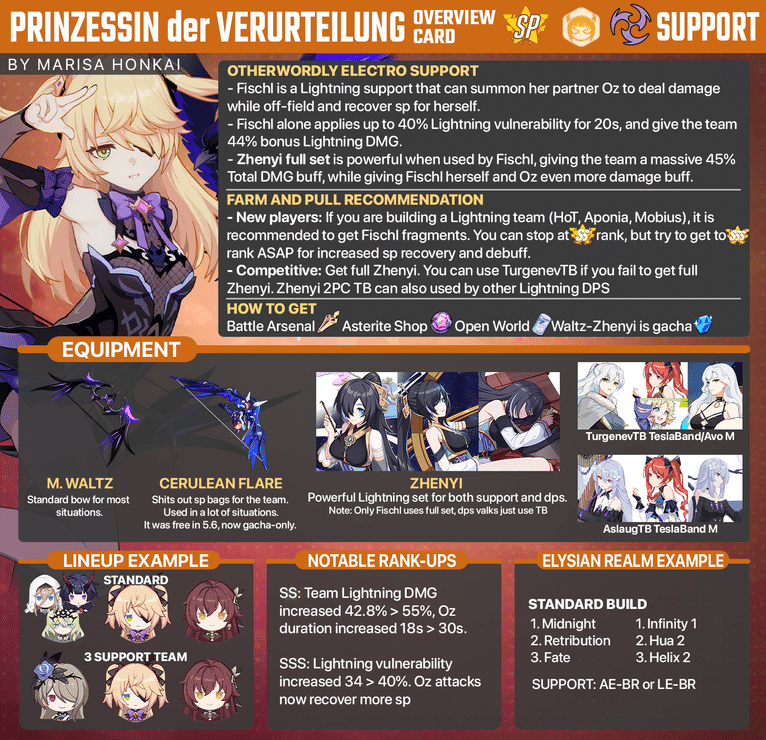 PRINZESSIN der VERURTEILUNG OVERVIEW CARD SP SUPPORT
BY MARISA HONKAI
OTHERWORDLY ELECTRO SUPPORT
- Fischl is a Lightning support that can summon her partner Oz to deal damage
while off-field and recover sp for herself.
- Fischl alone applies up to 40% Lightning vulnerability for 20s, and give the team
44% bonus Lightning DMG.
- Zhenyi full set is powerful when used by Fischl, giving the team a massive 45%
Total DMG buff, while giving Fischl herself and Oz even more damage buff.
FARM AND PULL RECOMMENDATION
- New players: If you are building a Lightning team (HoT, Aponia, Mobius), it is
recommended to get Fischl fragments. You can stop at SS rank, but try to get to SSS
rank ASAP for increased sp recovery and debuff.
- Competitive: Get full Zhenyi. You can use TurgenevTB if you fail to get full
Zhenyi. Zhenyi 2PC TB can also used by other Lightning DPS
HOW TO GET
Battle Arsenal Asterite Shop Open World Waltz-Zhenyi is gacha
EQUIPMENT
M. WALTZ
Standard bow for most
situations.
CERULEAN FLARE
Shits out sp bags for the team.
Used in a lot of situations.
It was free in 5.6, now gacha-only.
ZHENYI
Powerful Lightning set for both support and dps.
Note: Only Fischl uses full set, dps valks just use TB
TurgenevTB TeslaBand/Avo M
AslaugTB TeslaBand M
LINEUP EXAMPLE
STANDARD
3 SUPPORT TEAM
NOTABLE RANK-UPS
SS: Team Lightning DMG
increased 42.8% > 55%, Oz
duration increased 18s > 30s.
SSS: Lightning vulnerability
increased 34 > 40%. Oz attacks
now recover more sp
ELYSIAN REALM EXAMPLE
STANDARD BUILD
1. Midnight
2. Retribution
3. Fate
1. Infinity 1
2. Hua 2
3. Helix 2
SUPPORT: AE-BR or LE-BR